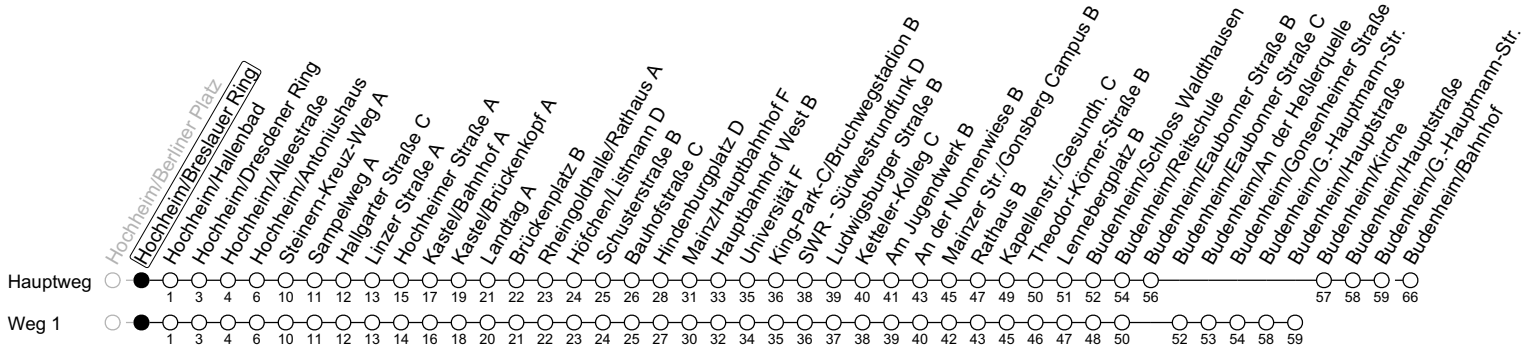 Hochheim/Berliner Platz
Hochheim/Breslauer Ring
Hochheim/Hallenbad
Hochheim/Dresdener Ring
Hochheim/Alleestraße
Hochheim/Antoniushaus
Steinern-Kreuz-Weg A
Sampelweg A
Hallgarter Straße C
Linzer Straße A
Hochheimer Straße A
Kastel/Bahnhof A
Kastel/Brückenkopf A
Landtag A
Brückenplatz B
Rheingoldhalle/Rathaus A
Höfchen/Listmann D
Schusterstraße B
Bauhofstraße C
Hindenburgplatz D
Mainz/Hauptbahnhof F
Hauptbahnhof West B
Universität F
King-Park-C/Bruchwegstadion B
SWR - Südwestrundfunk D
Ludwigsburger Straße B
Ketteler-Kolleg C
Am Jugendwerk B
An der Nonnenwiese B
Mainzer Str./Gonsberg Campus B
Rathaus B
Kapellenstr./Gesundh. C
Theodor-Körner-Straße B
Lennebergplatz B
Budenheim/Schloss Waldthausen
Budenheim/Reitschule
Budenheim/Eaubonner Straße B
Budenheim/Eaubonner Straße C
Budenheim/An der Heßlerquelle
Budenheim/Gonsenheimer Straße
Budenheim/G.-Hauptmann-Str.
Budenheim/Hauptstraße
Budenheim/Kirche
Budenheim/Hauptstraße
Budenheim/G.-Hauptmann-Str.
Budenheim/Bahnhof
Hauptweg
1 3 4 6 10 11 12 13 15 17 19 21 22 23 24 25 26 28 31 33 35 36 38 39 40 41 43 45 47 49 50 51 52 54 56 57 58 59 66
Weg 1
1 3 4 6 10 11 12 13 14 16 18 20 21 22 23 24 25 27 30 32 34 35 36 37 38 39 40 42 43 45 46 47 48 50 52 53 54 58 59